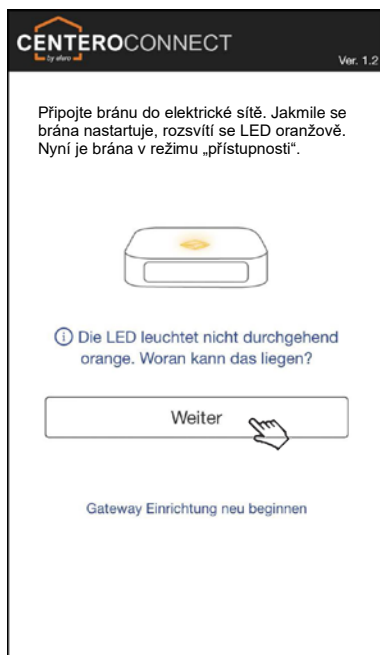 CENTEROCONNECT
by elero
Ver. 1.2
Připojte bránu do elektrické sítě. Jakmile se
brána nastartuje, rozsvítí se LED oranžově.
Nyní je brána v režimu „přístupnosti“.
Die LED leuchtet nicht durchgehend
orange. Woran kann das liegen?
Weiter
Gateway Einrichtung neu beginnen